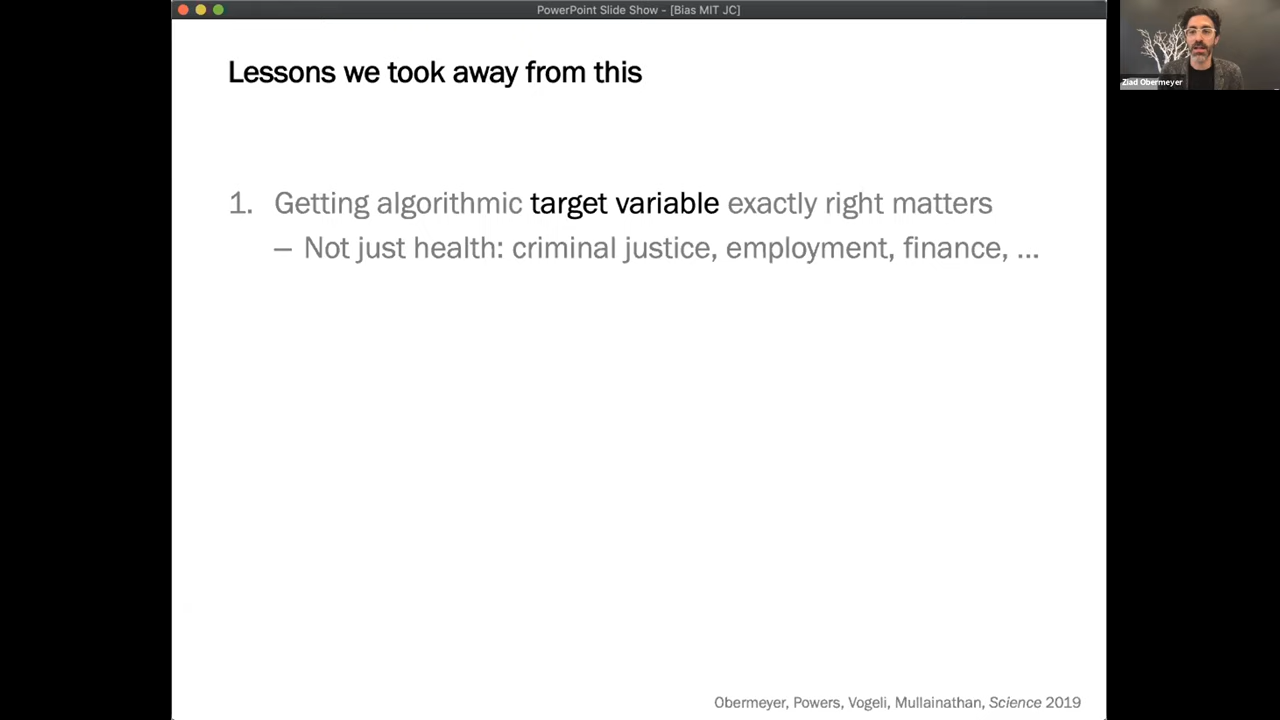 PowerPoint Slide Show - [Bias MIT JC]
Ziad Obermeyer
Lessons we took away from this
1. Getting algorithmic target variable exactly right matters
– Not just health: criminal justice, employment, finance, ...
Obermeyer, Powers, Vogeli, Mullainathan, Science 2019